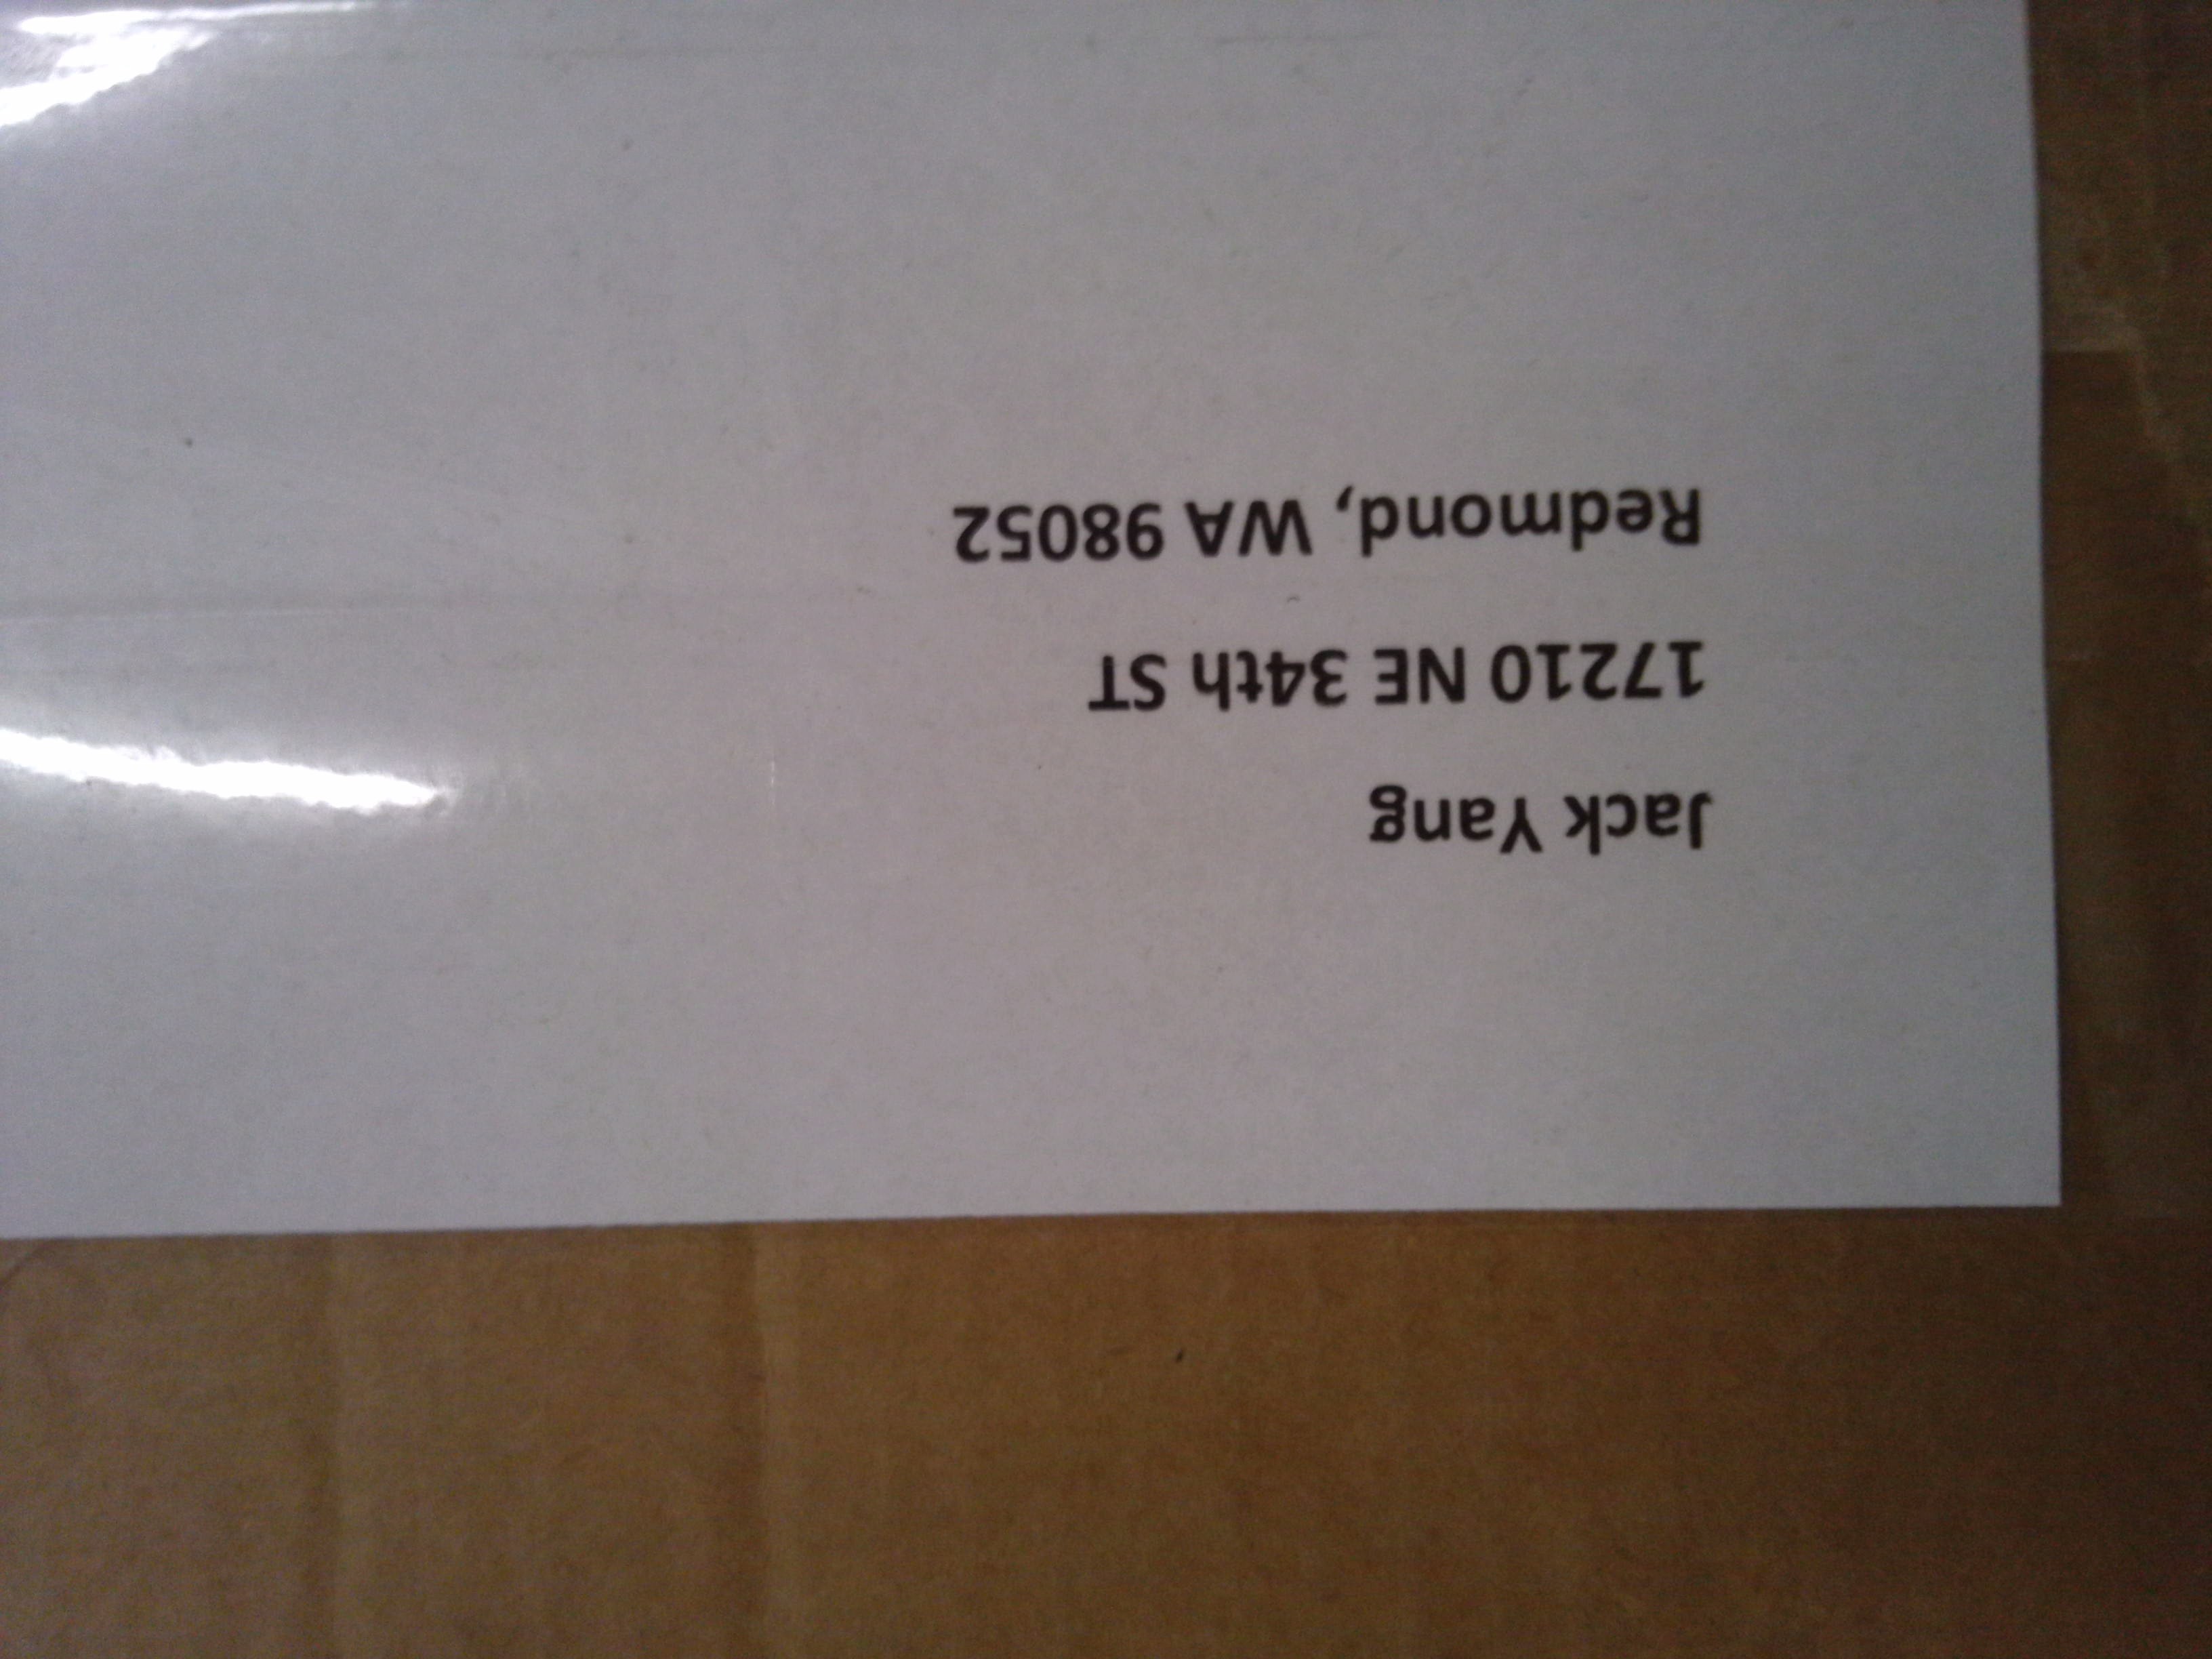 Jack Yang
17210 NE 34th ST
Redmond, WA 98052